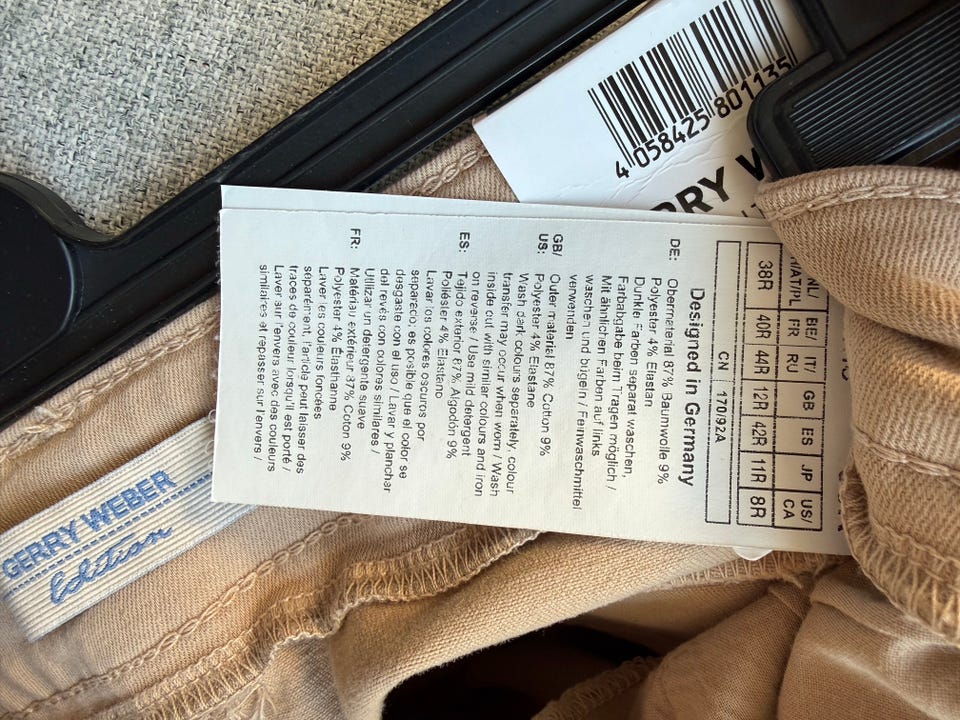 NL/ BE/ IT/ GB ES JP US/
H/AT/PL FR RU CA
38R 40R 44R 12R 42R 11R 8R
CN 170/92A
Designed in Germany
DE: Obermaterial 87% Baumwolle 9%
Polyester 4% Elastan
Dunkle Farben separat waschen,
Farbabgabe beim Tragen möglich /
Mit ähnlichen Farben auf links
waschen und bügeln / Feinwaschmittel
verwenden
GB/
US: Outer material 87% Cotton 9%
Polyester 4% Elastane
Wash dark colours separately, colour
transfer may occur when worn / Wash
inside out with similar colours and iron
on reverse / Use mild detergent
ES: Tejido exterior 87% Algodón 9%
Poliéster 4% Elastano
Lavar los colores oscuros por
separado; es posible que el color se
desgaste con el uso / Lavar y planchar
del revés con colores similares /
Utilizar un detergente suave
FR: Matériau extérieur 87% Coton 9%
Polyester 4% Élasthanne
Laver les couleurs foncées
séparément, l'article peut laisser des
traces de couleur lorsqu'il est porté /
Laver sur l'envers avec des couleurs
similaires et repasser sur l'envers /
4 058425 801135
RRY W
GERRY WEBER
Edition